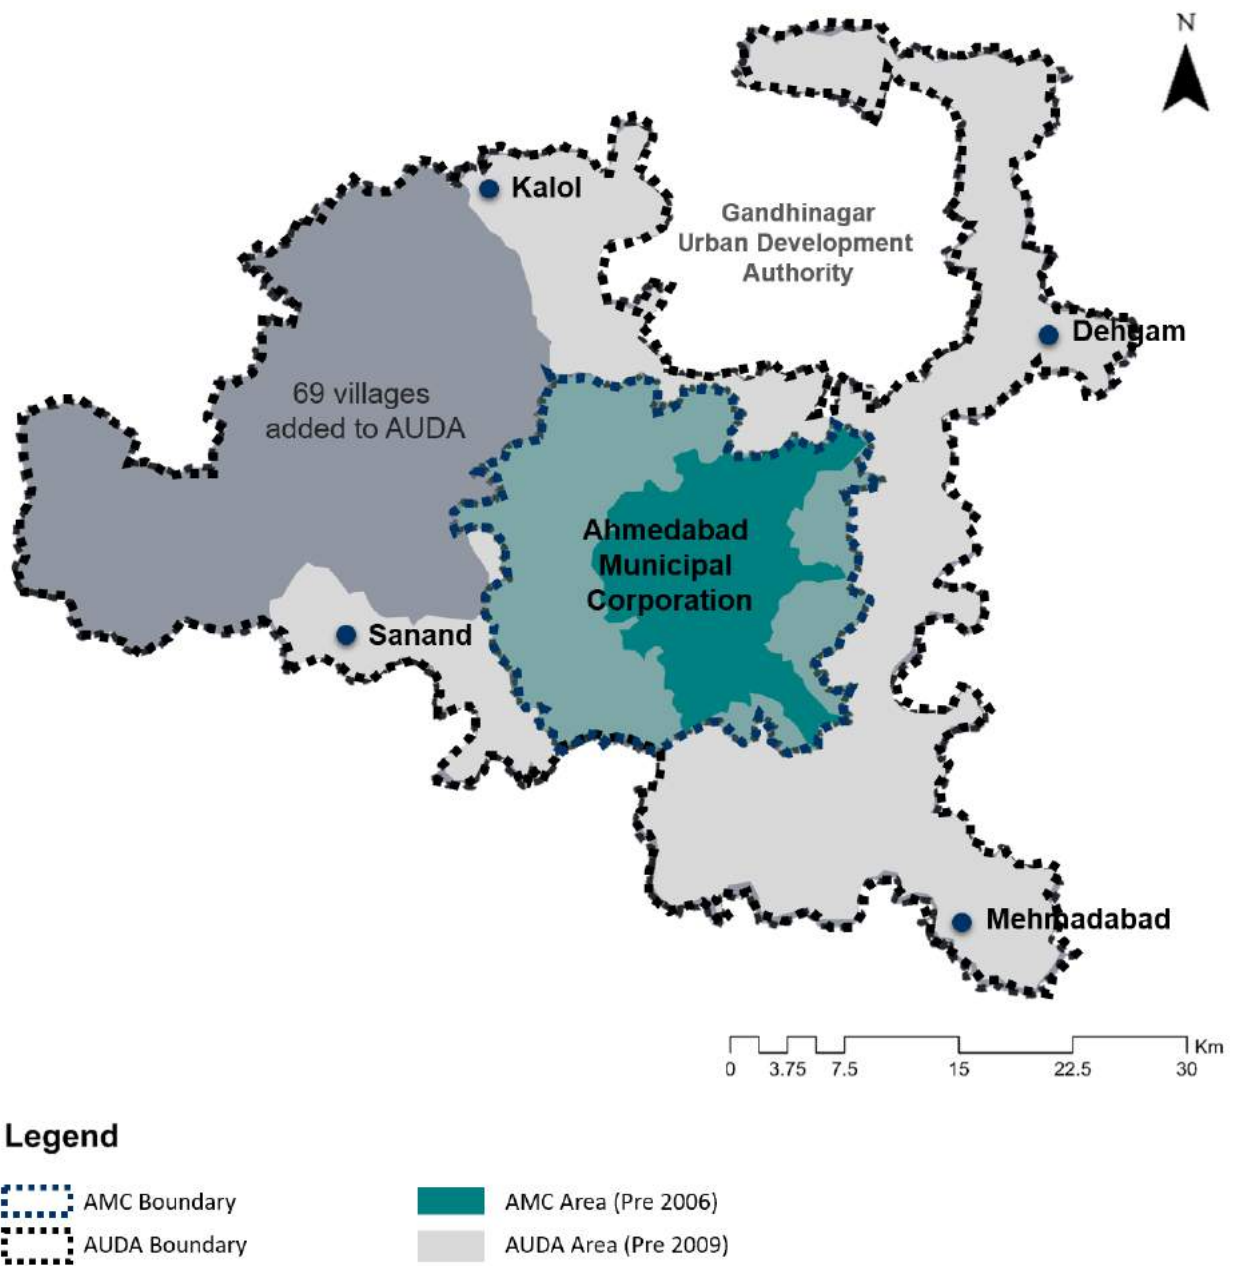 N
Kalol
Gandhinagar
Urban Development
Authority
Dehgam
69 villages
added to AUDA
Ahmedabad
Municipal
Corporation
Sanand
Mehmadabad
Km
0 3.75 7.5 15 22.5 30
Legend
AMC Boundary
AMC Area (Pre 2006)
AUDA Boundary
AUDA Area (Pre 2009)